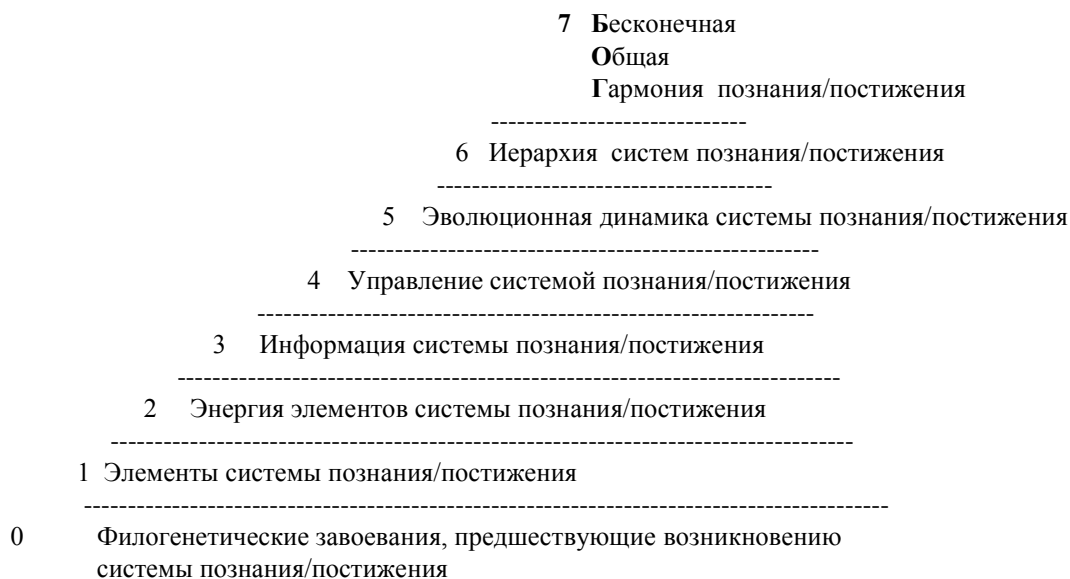 7 Бесконечная
Общая
Гармония познания/постижения
----------------------------
6 Иерархия систем познания/постижения
-------------------------------------
5 Эволюционная динамика системы познания/постижения
----------------------------------------------------
4 Управление системой познания/постижения
--------------------------------------------------------------
3 Информация системы познания/постижения
--------------------------------------------------------------------------
2 Энергия элементов системы познания/постижения
-----------------------------------------------------------------------------------
1 Элементы системы познания/постижения
------------------------------------------------------------------------------------------
0 Филогенетические завоевания, предшествующие возникновению
системы познания/постижения